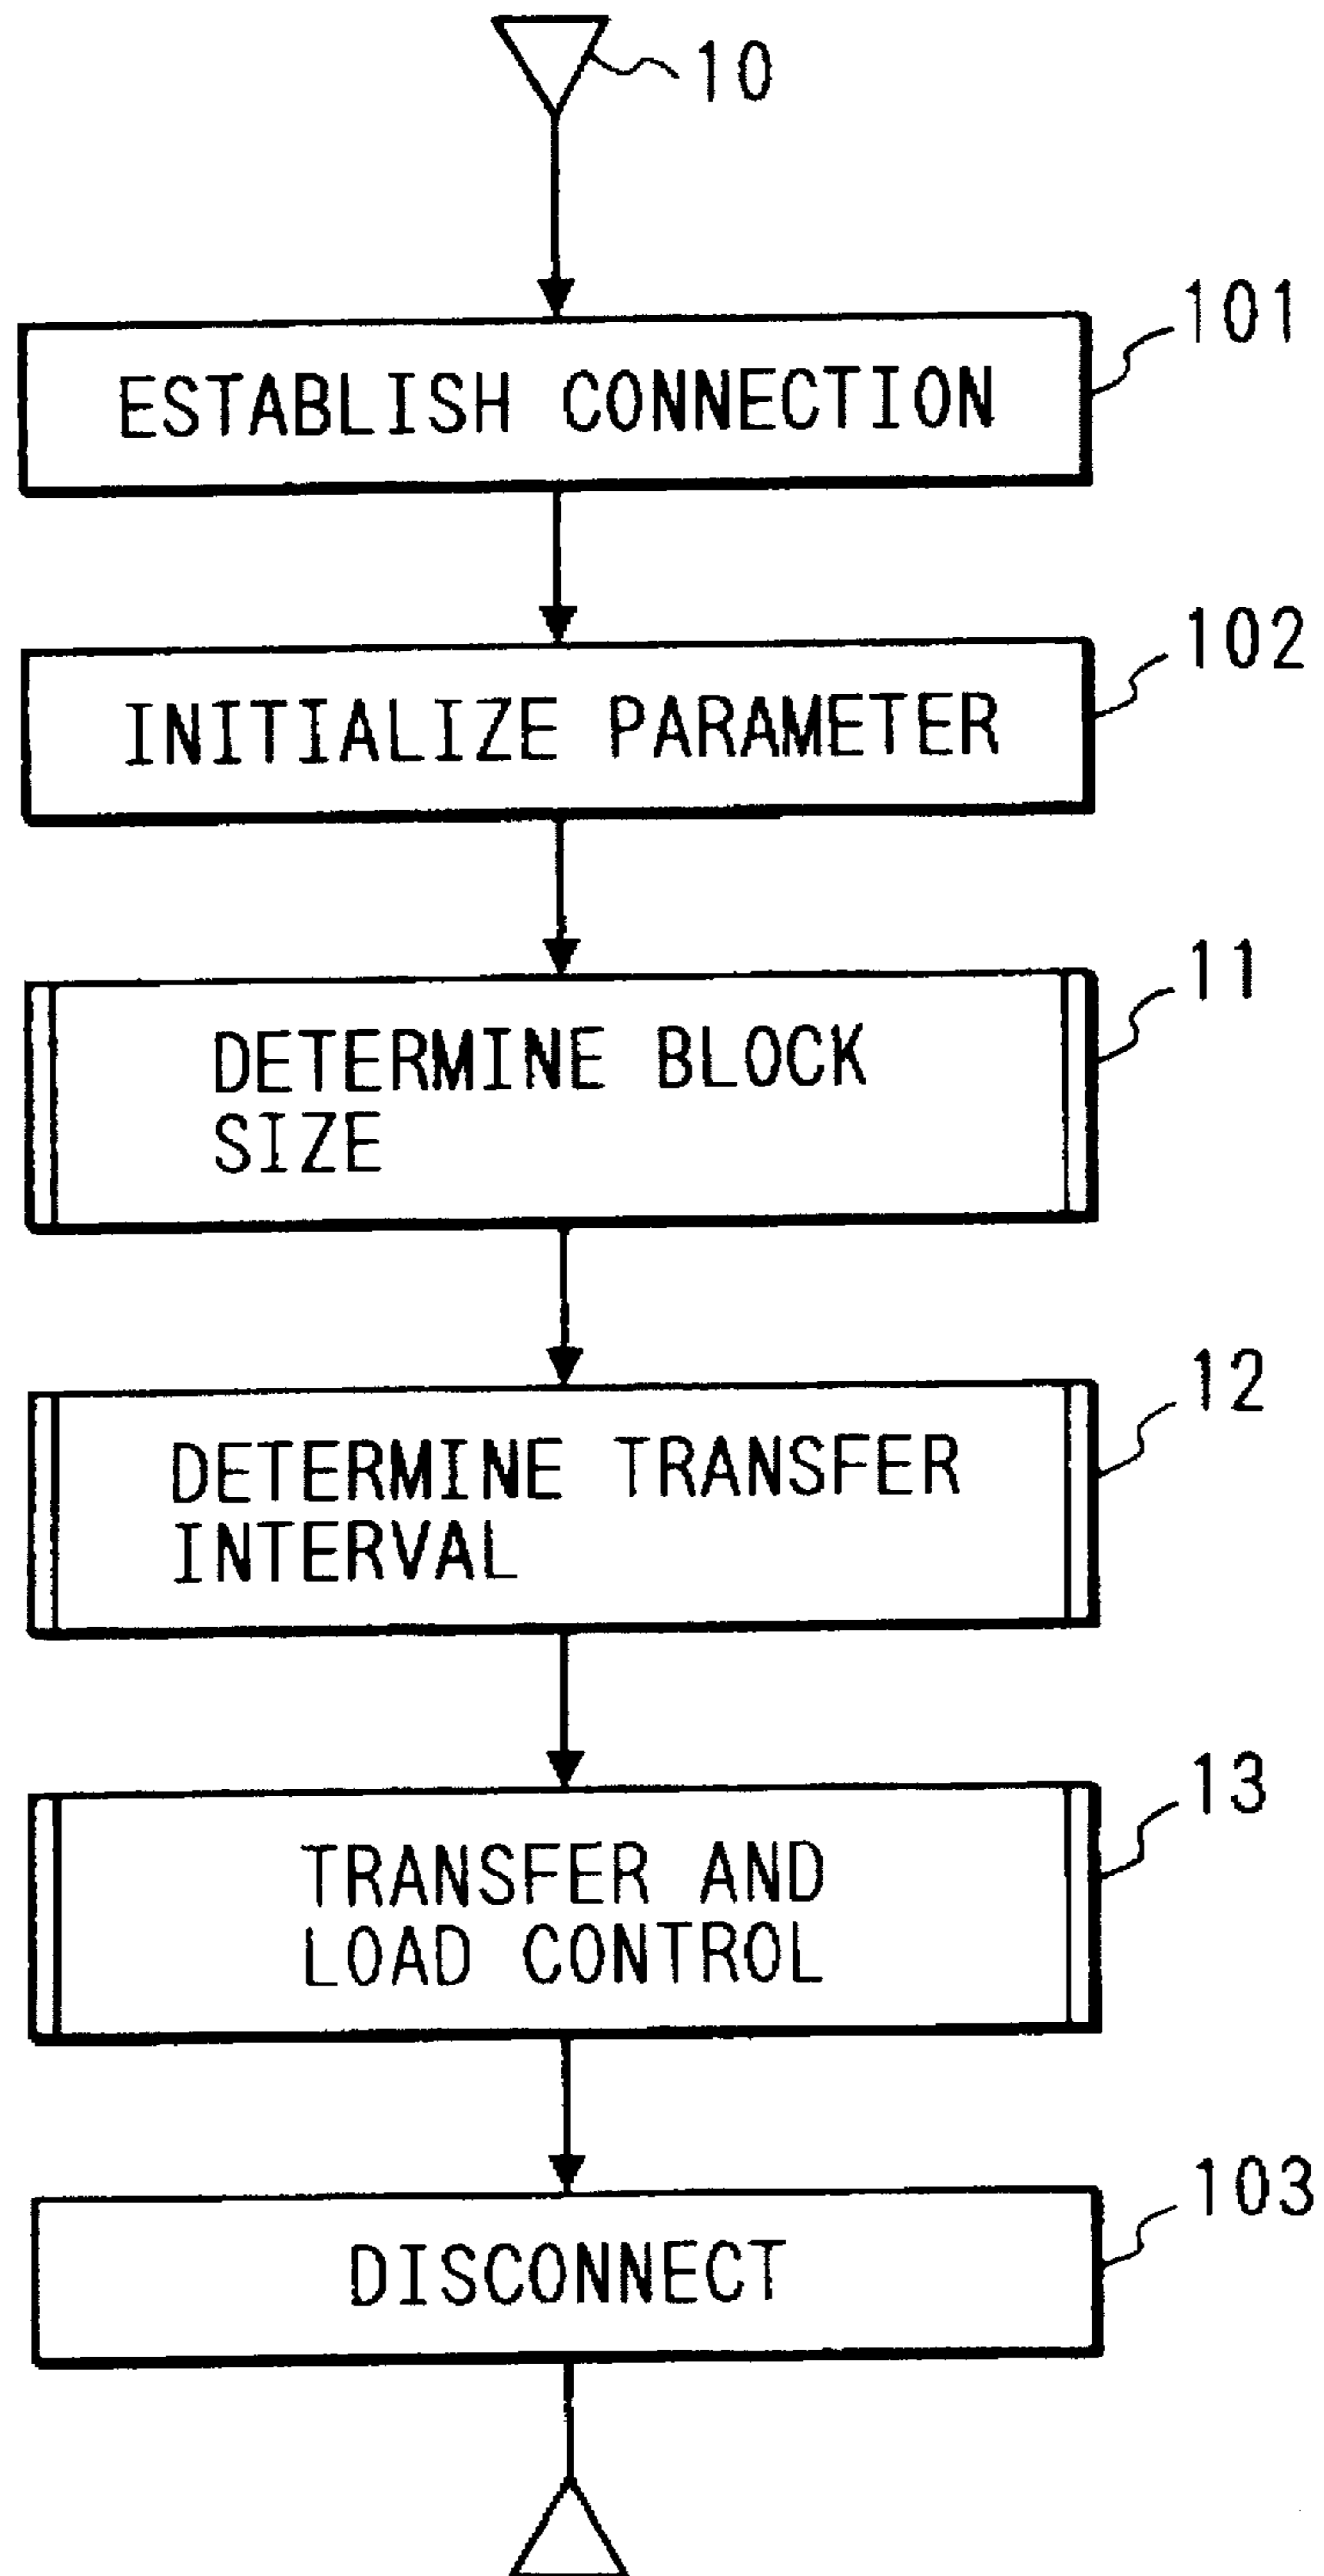 10
101
ESTABLISH CONNECTION
102
INITIALIZE PARAMETER
11
DETERMINE BLOCK
SIZE
12
DETERMINE TRANSFER
INTERVAL
13
TRANSFER AND
LOAD CONTROL
103
DISCONNECT